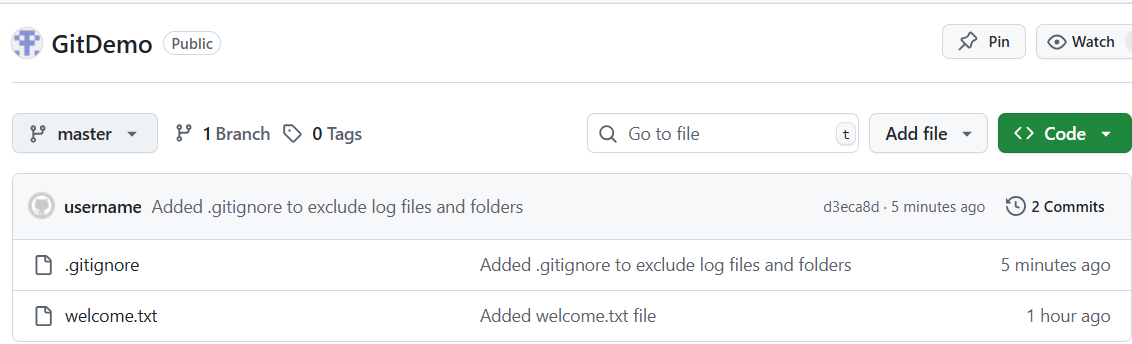 GitDemo Public Pin Watch
master 1 Branch 0 Tags Go to file t Add file Code
username Added .gitignore to exclude log files and folders d3eca8d · 5 minutes ago 2 Commits
.gitignore Added .gitignore to exclude log files and folders 5 minutes ago
welcome.txt Added welcome.txt file 1 hour ago